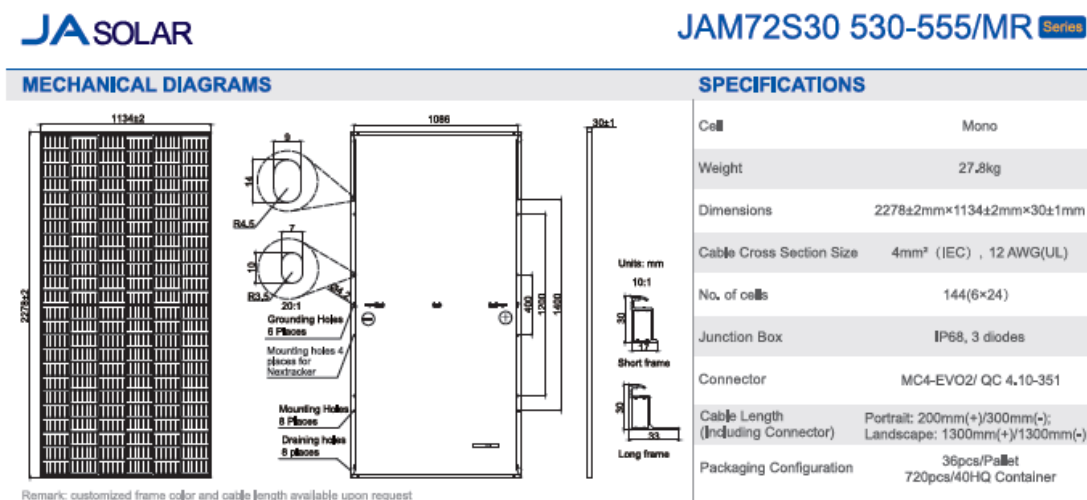 JA SOLAR
JAM72S30 530-555/MR Series
MECHANICAL DIAGRAMS
1134±2
2278±2
9
14
R4.5
7
10
R3.5
20:1
R4.2
Grounding Holes
6 Places
Mounting holes 4
places for
Nextracker
Mounting Holes
8 Places
Draining holes
8 places
1086
400
1200
1400
30±1
Units: mm
10:1
30
17
Short frame
30
33
Long frame
Remark: customized frame color and cable length available upon request
SPECIFICATIONS
Cell Mono
Weight 27.8kg
Dimensions 2278±2mm×1134±2mm×30±1mm
Cable Cross Section Size 4mm² (IEC) , 12 AWG(UL)
No. of cells 144(6×24)
Junction Box IP68, 3 diodes
Connector MC4-EVO2/ QC 4.10-351
Cable Length
(Including Connector)
Portrait: 200mm(+)/300mm(-);
Landscape: 1300mm(+)/1300mm(-)
Packaging Configuration
36pcs/Pallet
720pcs/40HQ Container